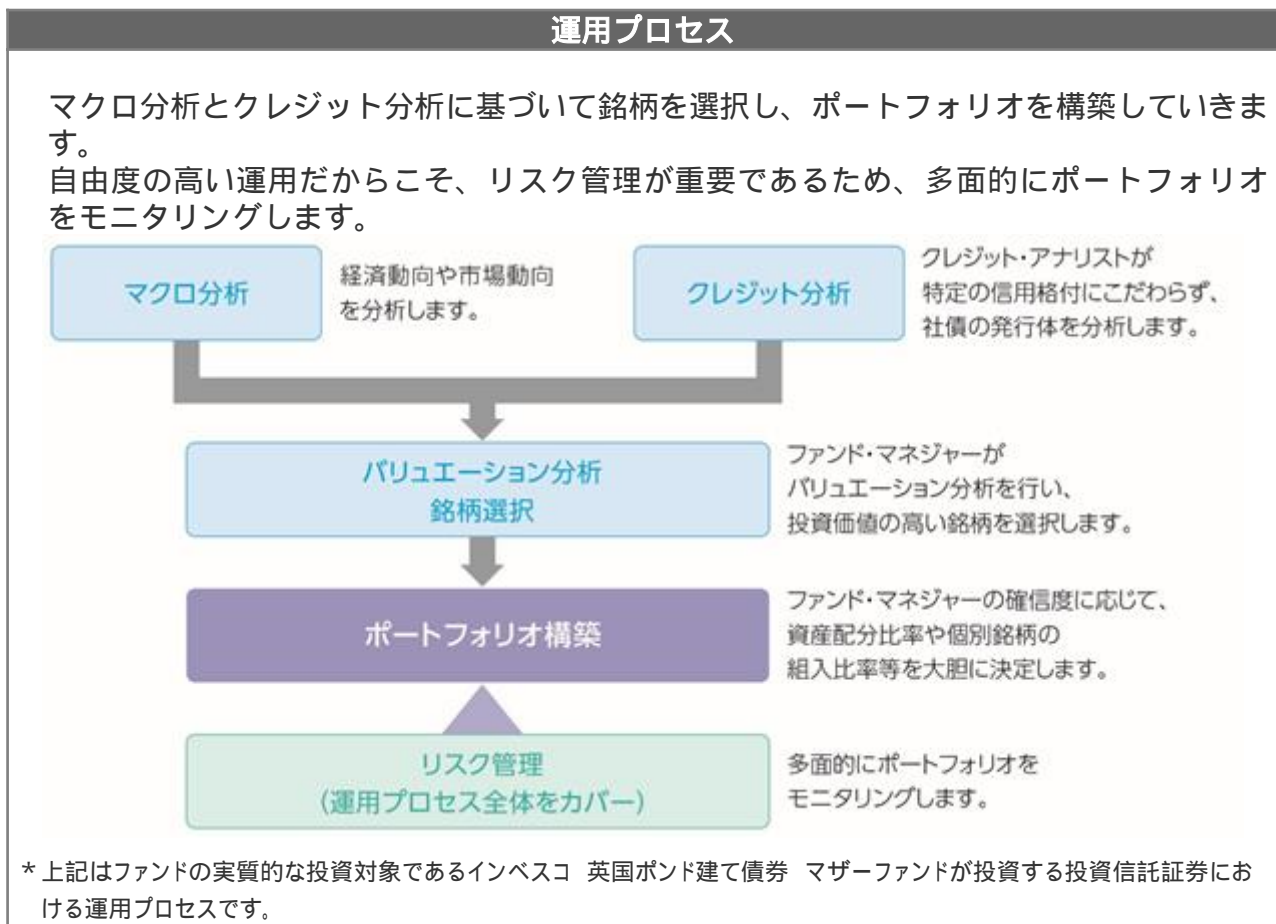 運用プロセス
マクロ分析とクレジット分析に基づいて銘柄を選択し、ポートフォリオを構築していきま
す。
自由度の高い運用だからこそ、リスク管理が重要であるため、多面的にポートフォリオ
をモニタリングします。
マクロ分析
経済動向や市場動向
を分析します。
クレジット分析
クレジット・アナリストが
特定の信用格付にこだわらず、
社債の発行体を分析します。
バリュエーション分析
銘柄選択
ファンド・マネジャーが
バリュエーション分析を行い、
投資価値の高い銘柄を選択します。
ポートフォリオ構築
ファンド・マネジャーの確信度に応じて、
資産配分比率や個別銘柄の
組入比率等を大胆に決定します。
リスク管理
(運用プロセス全体をカバー)
多面的にポートフォリオを
モニタリングします。
*上記はファンドの実質的な投資対象であるインベスコ 英国ポンド建て債券 マザーファンドが投資する投資信託証券にお
ける運用プロセスです。